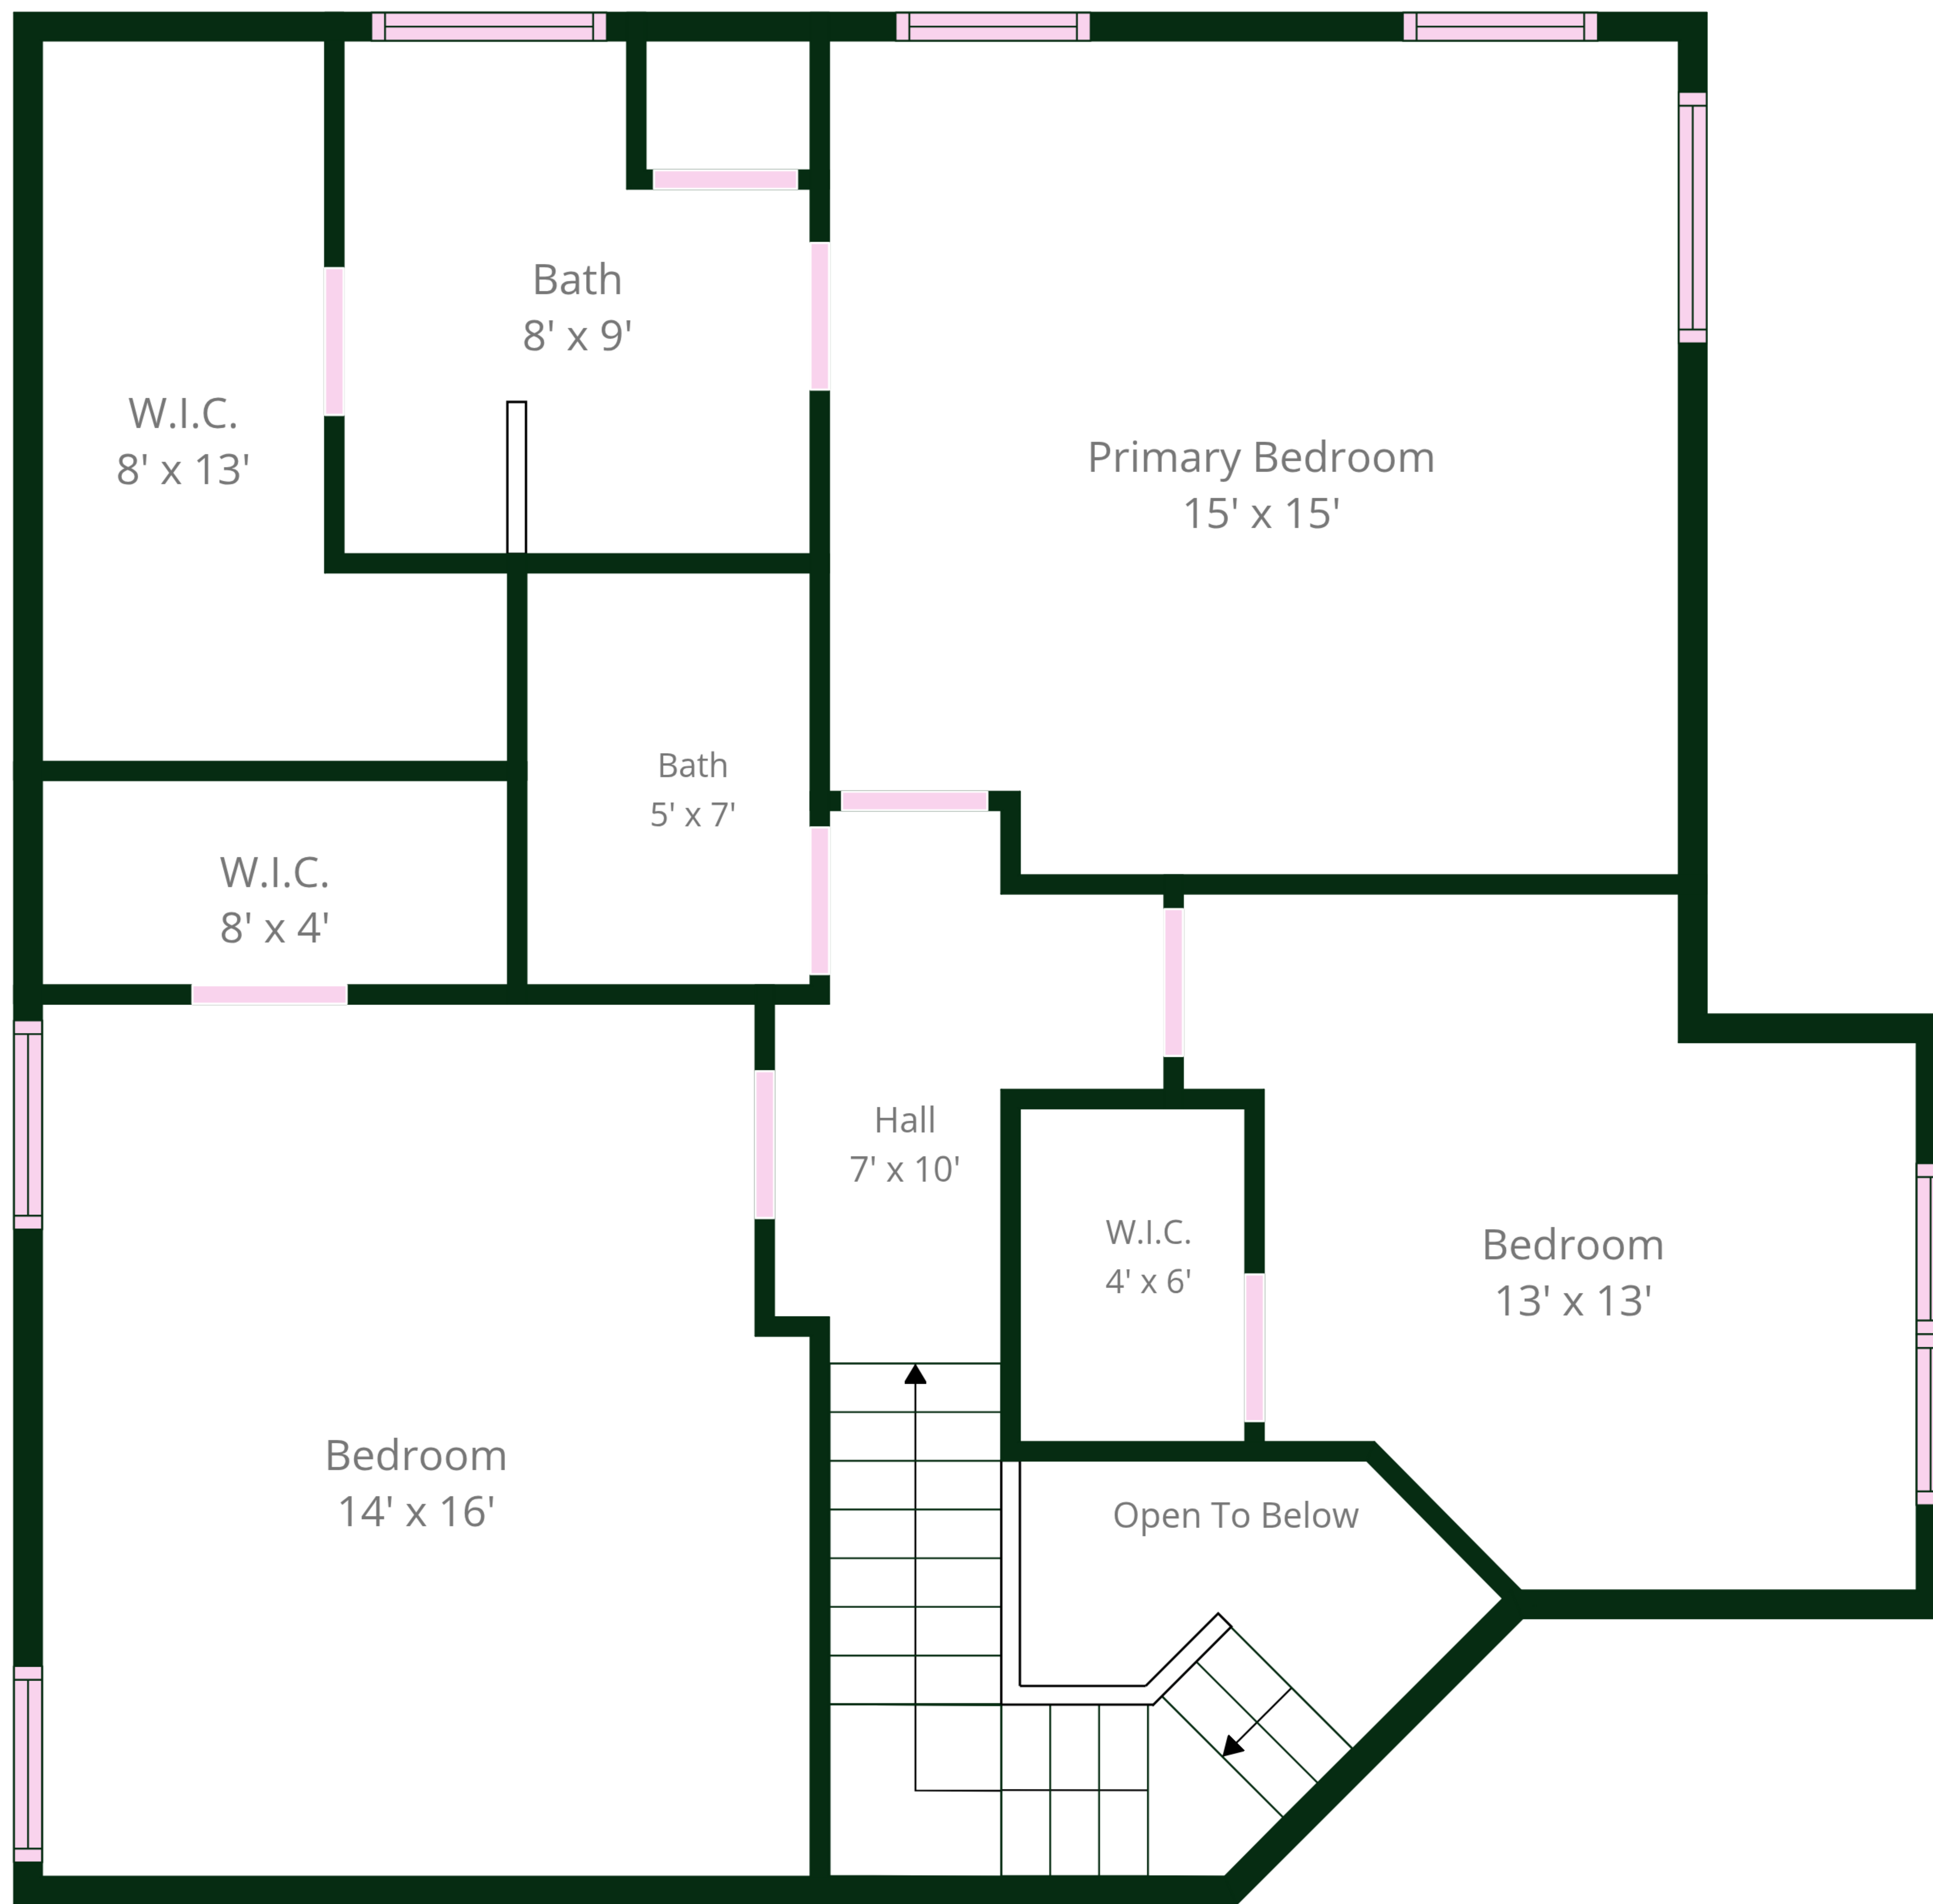 Bath
8' x 9'
W.I.C.
8' x 13'
Primary Bedroom
15' x 15'
Bath
5' x 7'
W.I.C.
8' x 4'
Hall
7' x 10'
W.I.C.
4' x 6'
Bedroom
13' x 13'
Bedroom
14' x 16'
Open To Below